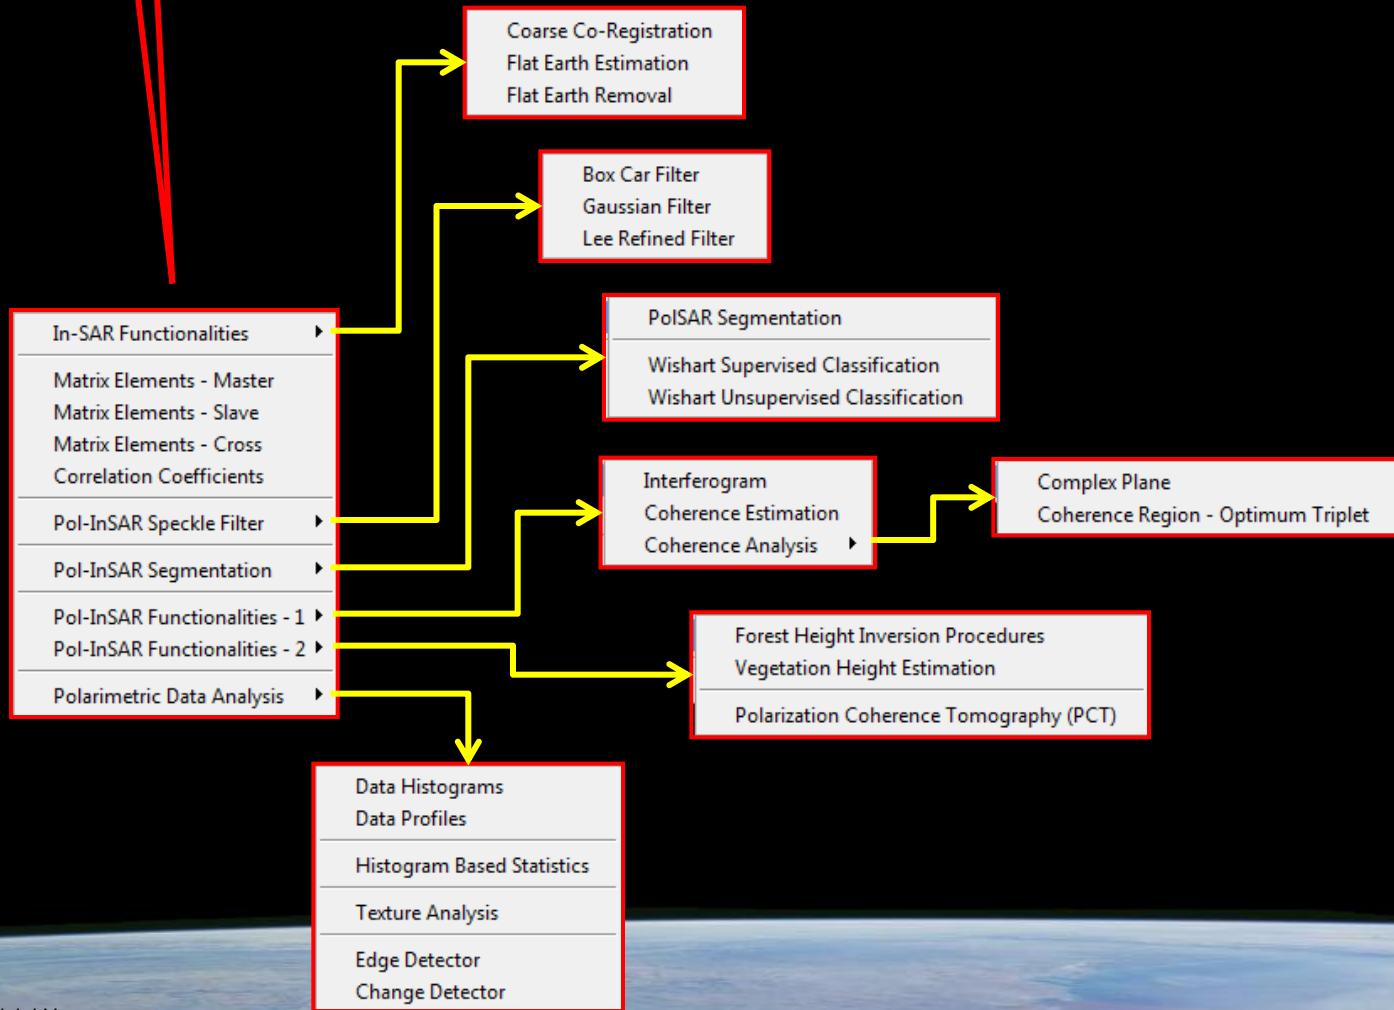 Coarse Co-Registration
Flat Earth Estimation
Flat Earth Removal
Box Car Filter
Gaussian Filter
Lee Refined Filter
In-SAR Functionalities
Matrix Elements - Master
Matrix Elements - Slave
Matrix Elements - Cross
Correlation Coefficients
Pol-InSAR Speckle Filter
Pol-InSAR Segmentation
Pol-InSAR Functionalities - 1
Pol-InSAR Functionalities - 2
Polarimetric Data Analysis
PolSAR Segmentation
Wishart Supervised Classification
Wishart Unsupervised Classification
Interferogram
Coherence Estimation
Coherence Analysis
Complex Plane
Coherence Region - Optimum Triplet
Forest Height Inversion Procedures
Vegetation Height Estimation
Polarization Coherence Tomography (PCT)
Data Histograms
Data Profiles
Histogram Based Statistics
Texture Analysis
Edge Detector
Change Detector